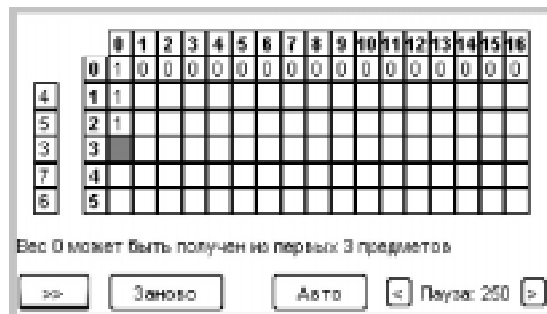 0 1 2 3 4 5 6 7 8 9 10 11 12 13 14 15 16
0 1 0 0 0 0 0 0 0 0 0 0 0 0 0 0 0 0
4 1 1
5 2 1
3 3
7 4
6 5
Вес 0 может быть получен из первых 3 предметов
>> Заново Авто < Пауза: 250 >